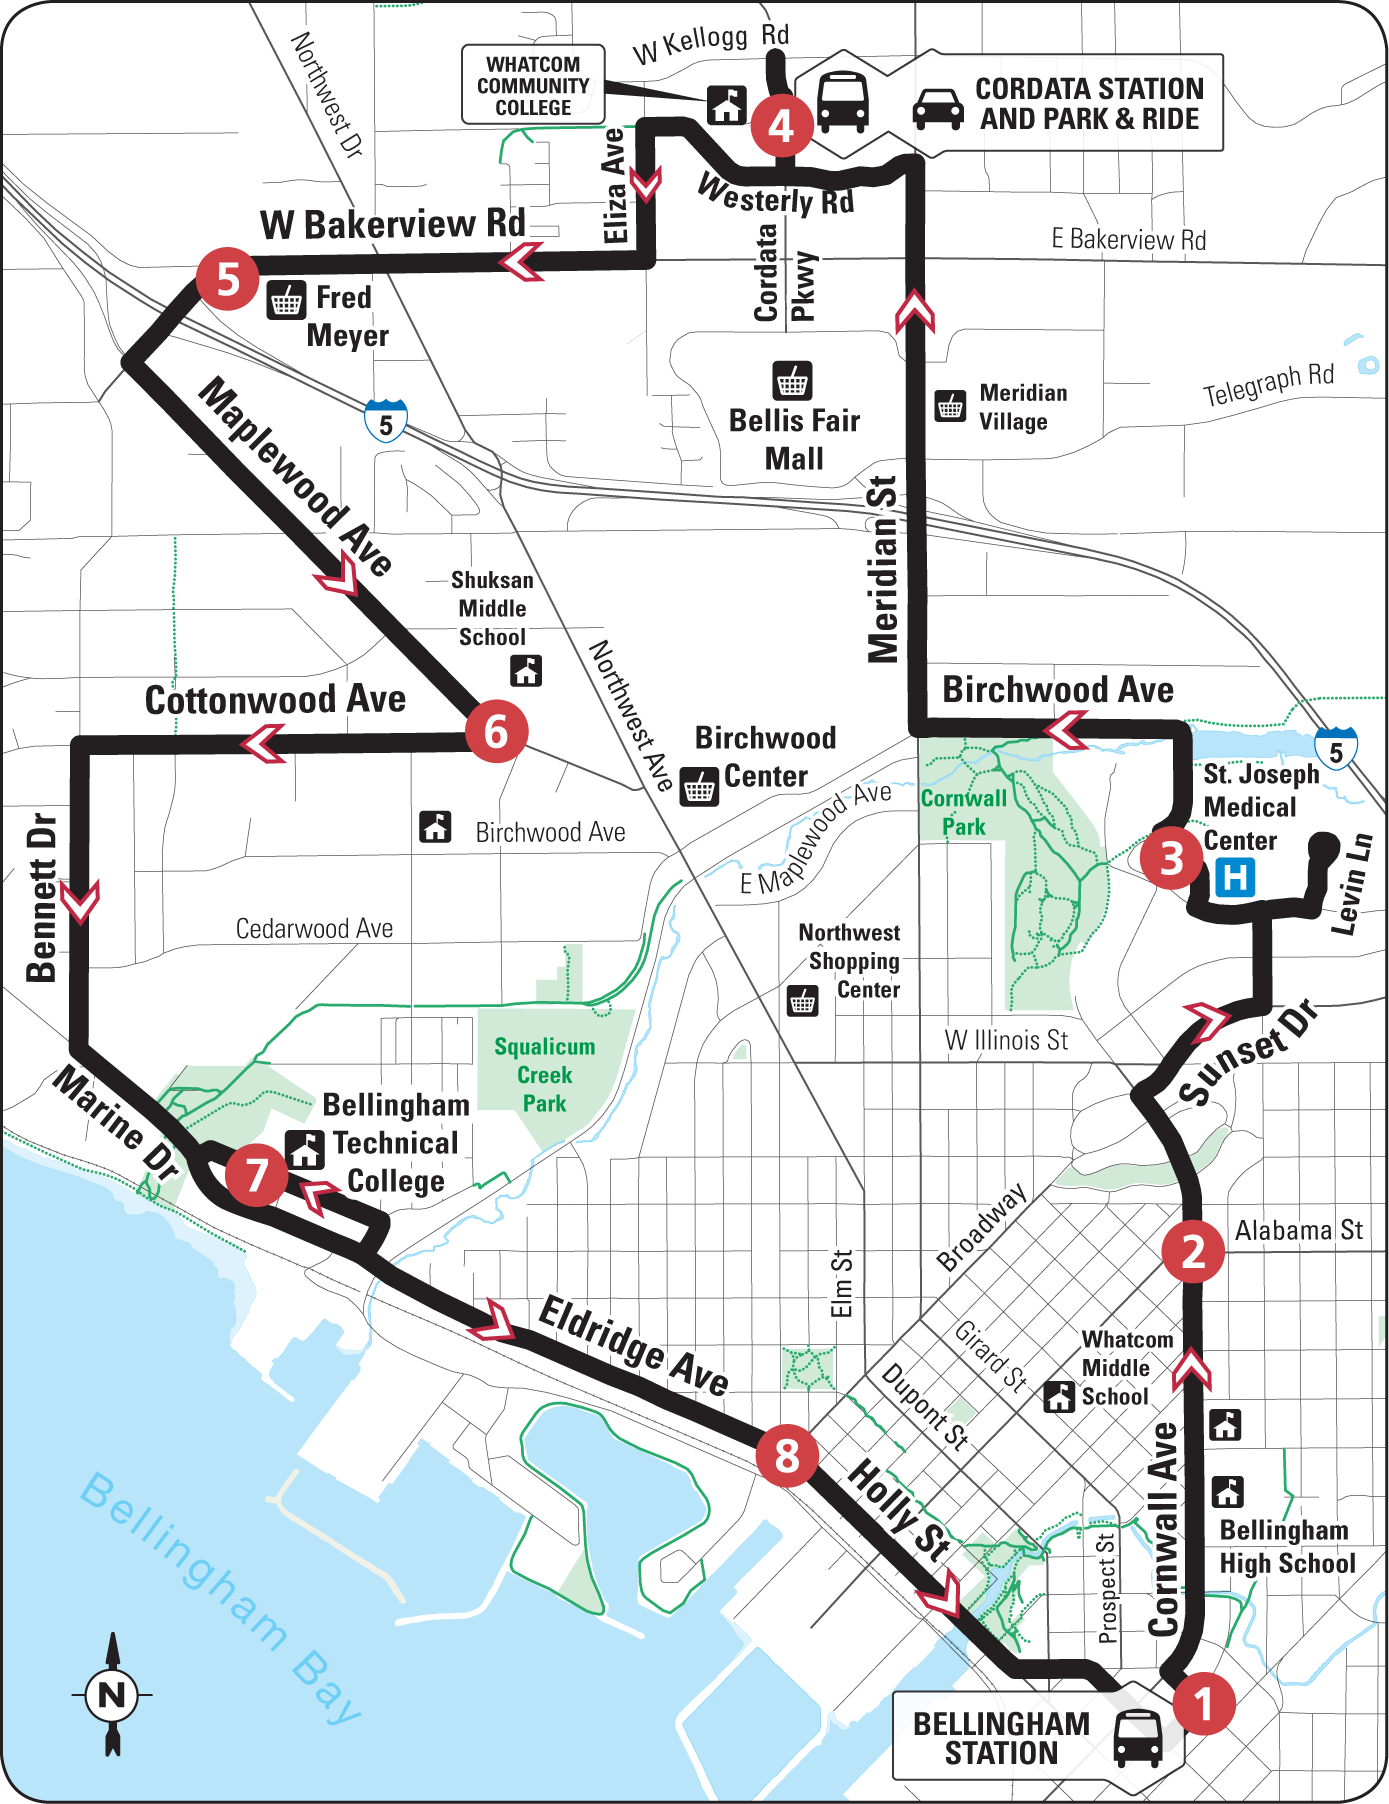 W Kellogg Rd
WHATCOM
COMMUNITY
COLLEGE
4
CORDATA STATION
AND PARK & RIDE
Northwest Dr
Eliza Ave
Westerly Rd
W Bakerview Rd
E Bakerview Rd
Cordata
Pkwy
5
Fred
Meyer
Telegraph Rd
Meridian
Village
Bellis Fair
Mall
5
Maplewood Ave
Meridian St
Shuksan
Middle
School
Northwest Ave
Cottonwood Ave
6
Birchwood Ave
Birchwood
Center
5
St. Joseph
Medical
Center
H
3
Levin Ln
Cornwall
Park
E Maplewood Ave
Birchwood Ave
Bennett Dr
Cedarwood Ave
Northwest
Shopping
Center
W Illinois St
Sunset Dr
Squalicum
Creek
Park
Marine Dr
Bellingham
Technical
College
7
Broadway
2
Alabama St
Elm St
Eldridge Ave
Girard St
Dupont St
Whatcom
Middle
School
8
Holly St
Cornwall Ave
Bellingham
High School
Prospect St
Bellingham Bay
N
1
BELLINGHAM
STATION